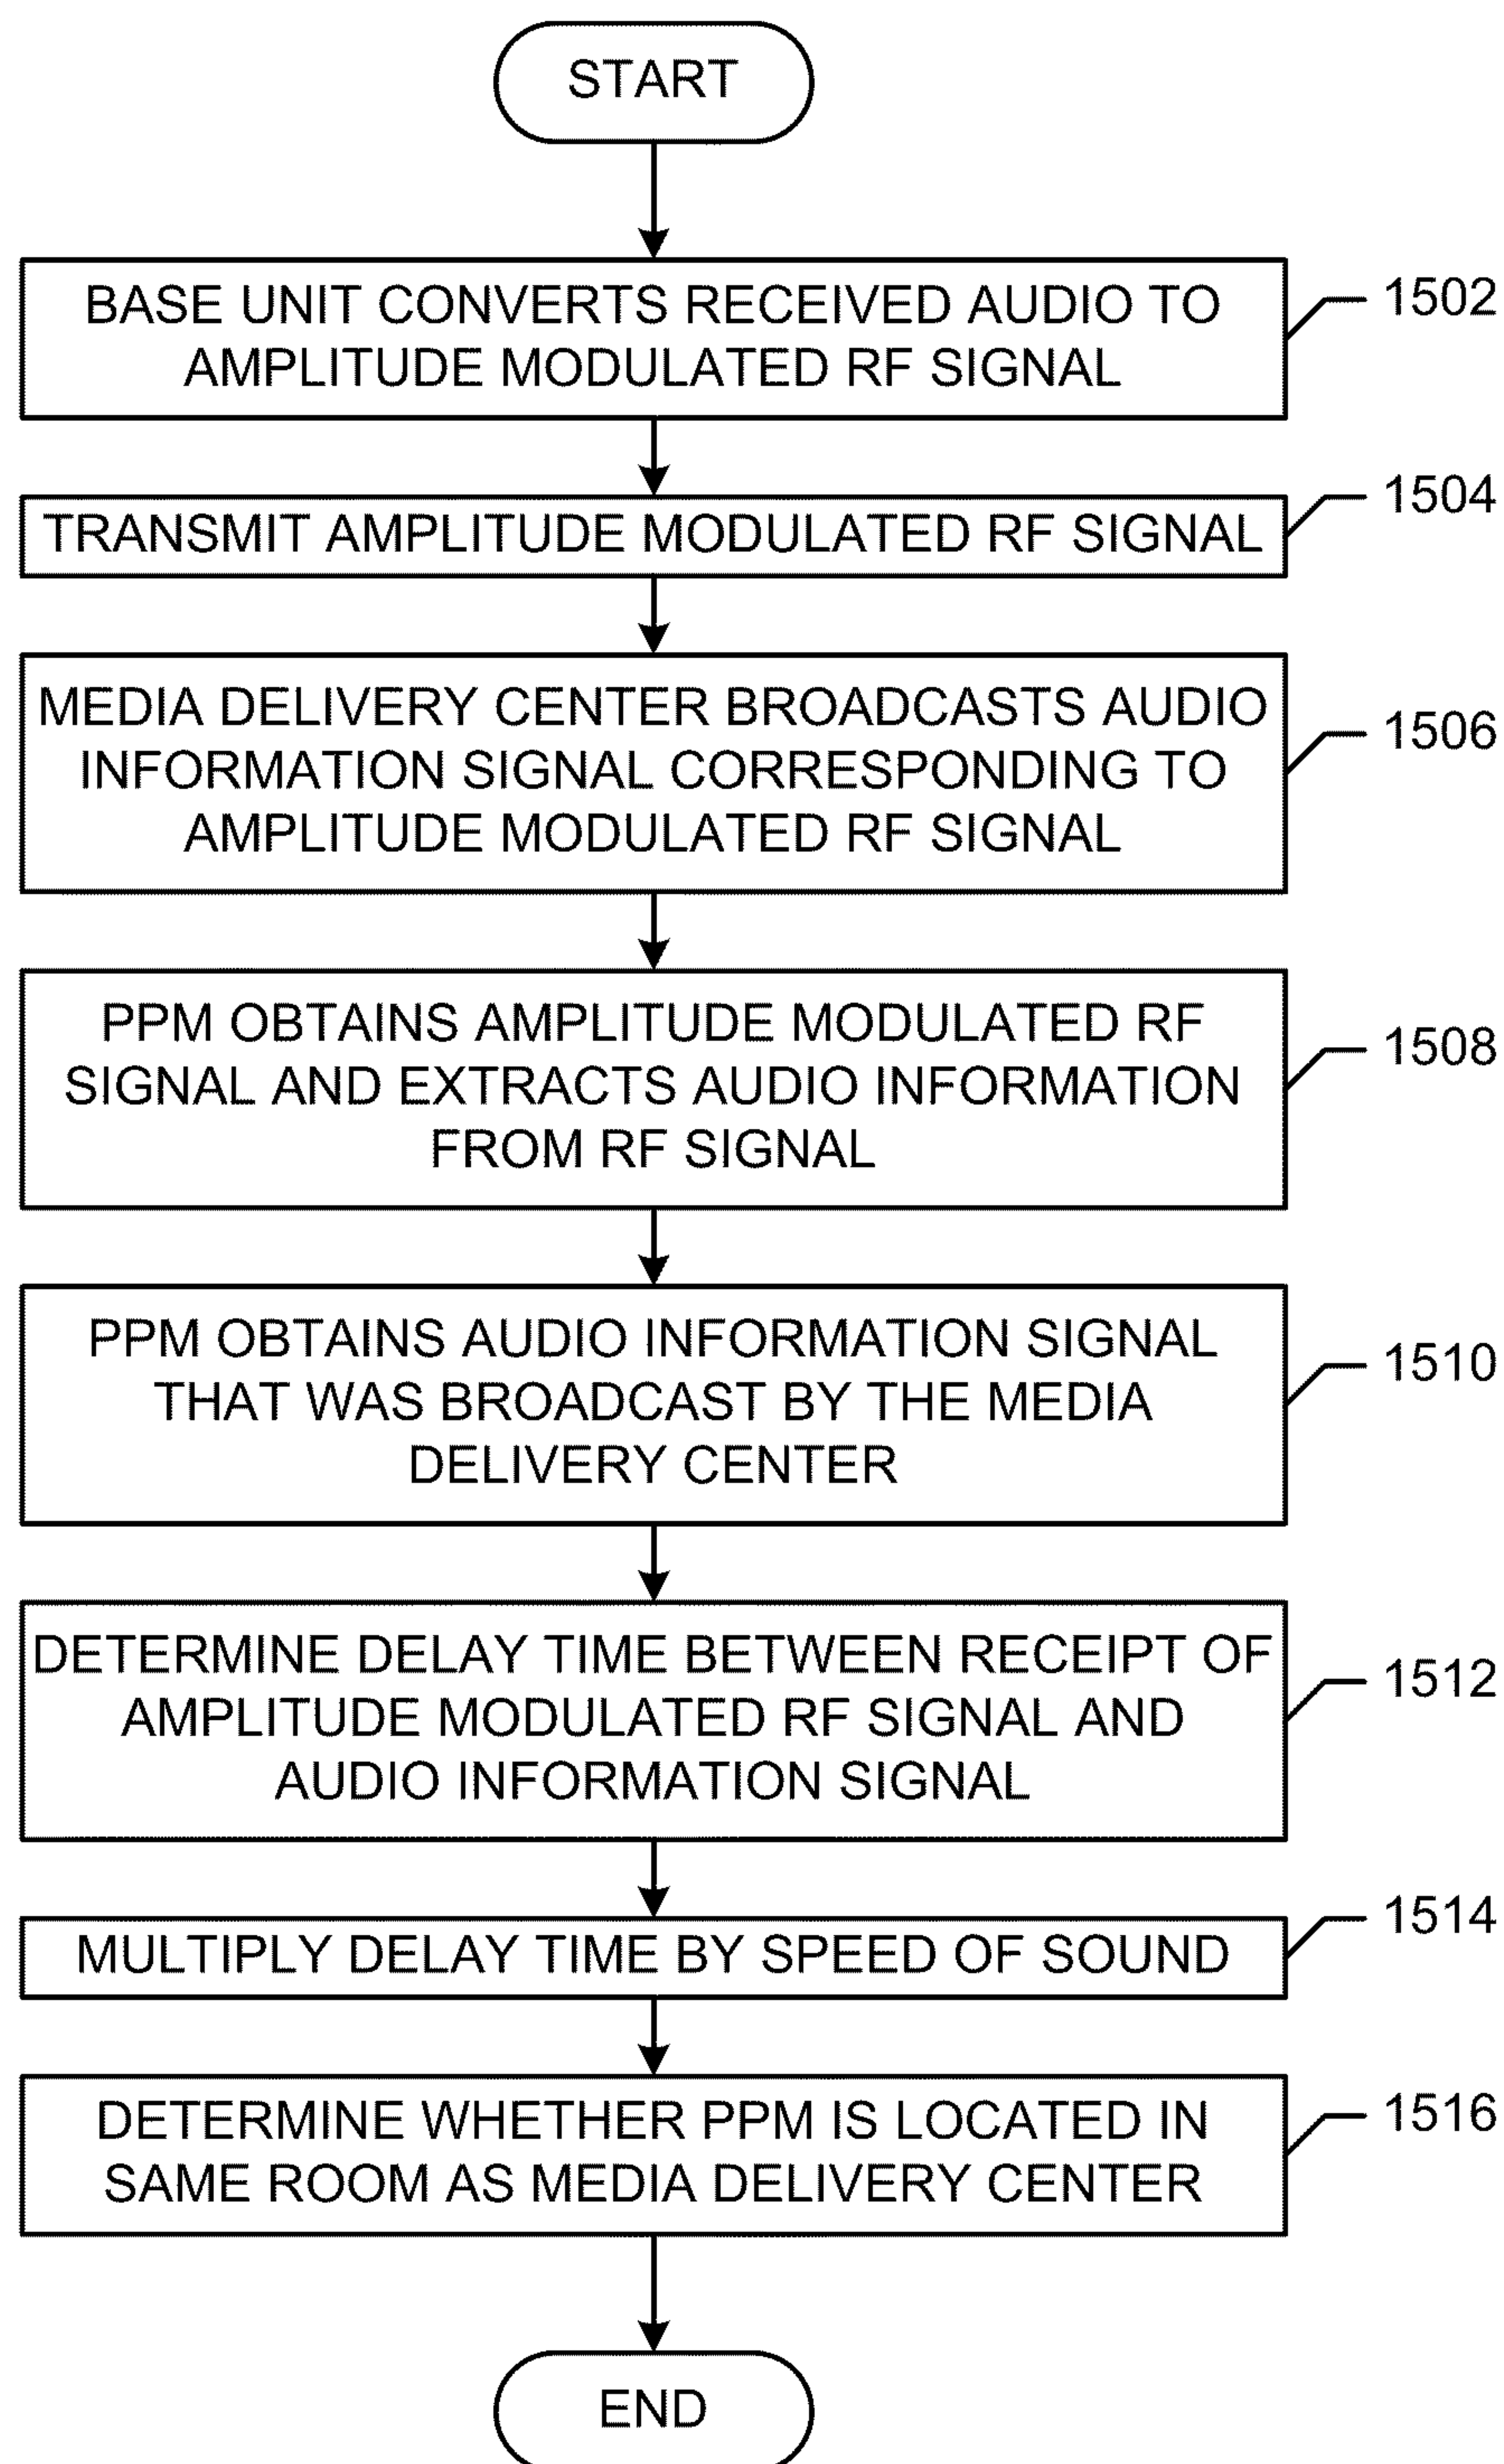 START
BASE UNIT CONVERTS RECEIVED AUDIO TO
AMPLITUDE MODULATED RF SIGNAL
1502
TRANSMIT AMPLITUDE MODULATED RF SIGNAL
1504
MEDIA DELIVERY CENTER BROADCASTS AUDIO
INFORMATION SIGNAL CORRESPONDING TO
AMPLITUDE MODULATED RF SIGNAL
1506
PPM OBTAINS AMPLITUDE MODULATED RF
SIGNAL AND EXTRACTS AUDIO INFORMATION
FROM RF SIGNAL
1508
PPM OBTAINS AUDIO INFORMATION SIGNAL
THAT WAS BROADCAST BY THE MEDIA
DELIVERY CENTER
1510
DETERMINE DELAY TIME BETWEEN RECEIPT OF
AMPLITUDE MODULATED RF SIGNAL AND
AUDIO INFORMATION SIGNAL
1512
MULTIPLY DELAY TIME BY SPEED OF SOUND
1514
DETERMINE WHETHER PPM IS LOCATED IN
SAME ROOM AS MEDIA DELIVERY CENTER
1516
END